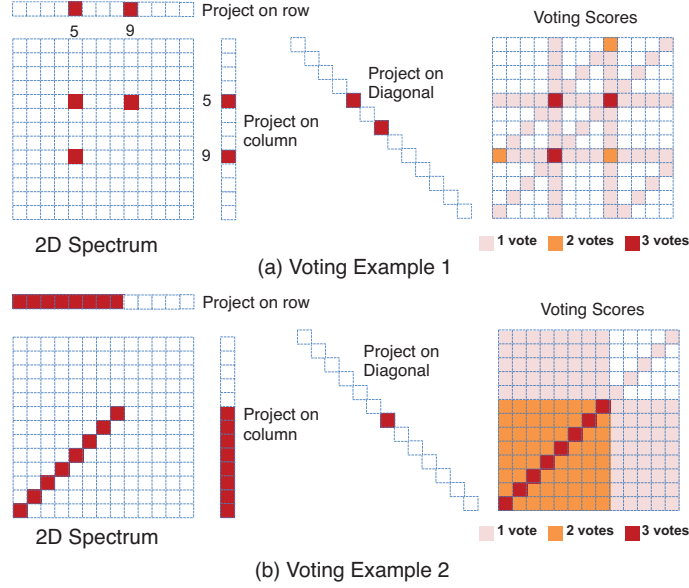 Project on row
Voting Scores
5 9
Project on
Diagonal
5
Project on
column
9
2D Spectrum
1 vote 2 votes 3 votes
(a) Voting Example 1
Project on row
Voting Scores
Project on
Diagonal
Project on
column
2D Spectrum
1 vote 2 votes 3 votes
(b) Voting Example 2